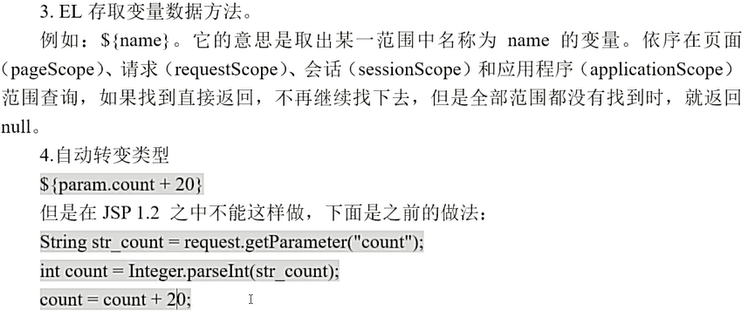 3. EL 存取变量数据方法。
例如：${name}。它的意思是取出某一范围中名称为 name 的变量。依序在页面
（pageScope）、请求（requestScope）、会话（sessionScope）和应用程序（applicationScope）
范围查询，如果找到直接返回，不再继续找下去，但是全部范围都没有找到时，就返回
null。
4.自动转变类型
${param.count + 20}
但是在 JSP 1.2 之中不能这样做，下面是之前的做法：
String str_count = request.getParameter("count");
int count = Integer.parseInt(str_count);
count = count + 20;